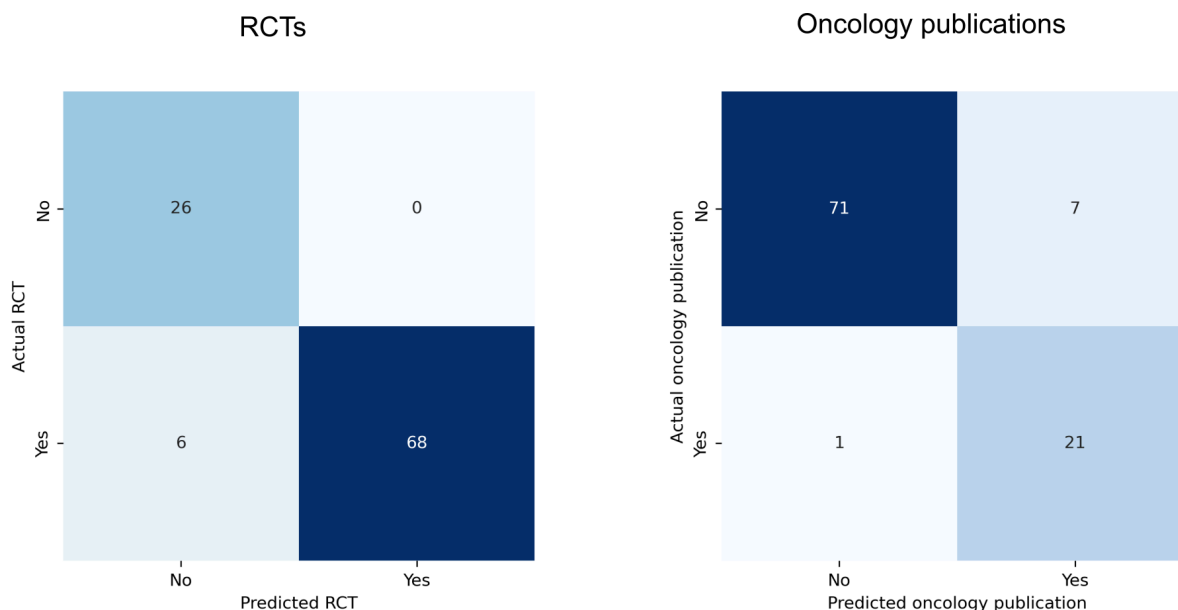 RCTs
No
26
0
Actual RCT
Yes
6
68
No
Yes
Predicted RCT
Oncology publications
No
71
7
Actual oncology publication
Yes
1
21
No
Yes
Predicted oncology publication